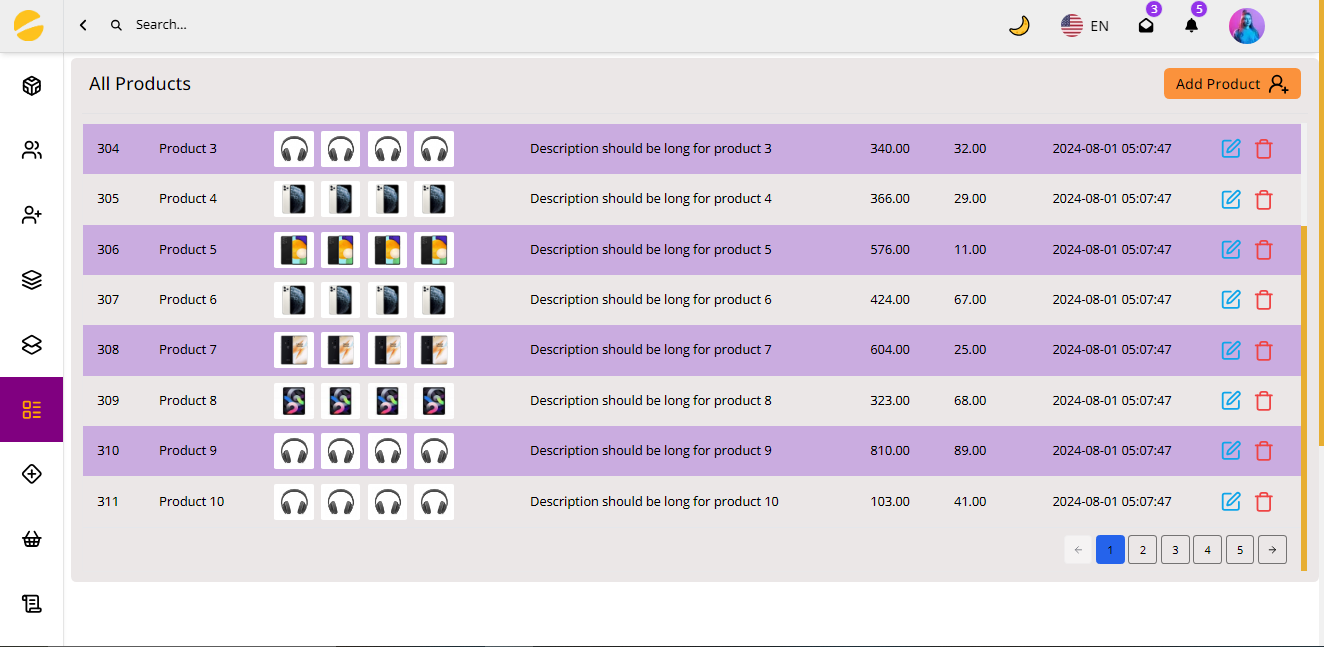 Search... EN 3 5
All Products Add Product
304 Product 3 Description should be long for product 3 340.00 32.00 2024-08-01 05:07:47
305 Product 4 Description should be long for product 4 366.00 29.00 2024-08-01 05:07:47
306 Product 5 Description should be long for product 5 576.00 11.00 2024-08-01 05:07:47
307 Product 6 Description should be long for product 6 424.00 67.00 2024-08-01 05:07:47
308 Product 7 Description should be long for product 7 604.00 25.00 2024-08-01 05:07:47
309 Product 8 Description should be long for product 8 323.00 68.00 2024-08-01 05:07:47
310 Product 9 Description should be long for product 9 810.00 89.00 2024-08-01 05:07:47
311 Product 10 Description should be long for product 10 103.00 41.00 2024-08-01 05:07:47
← 1 2 3 4 5 →